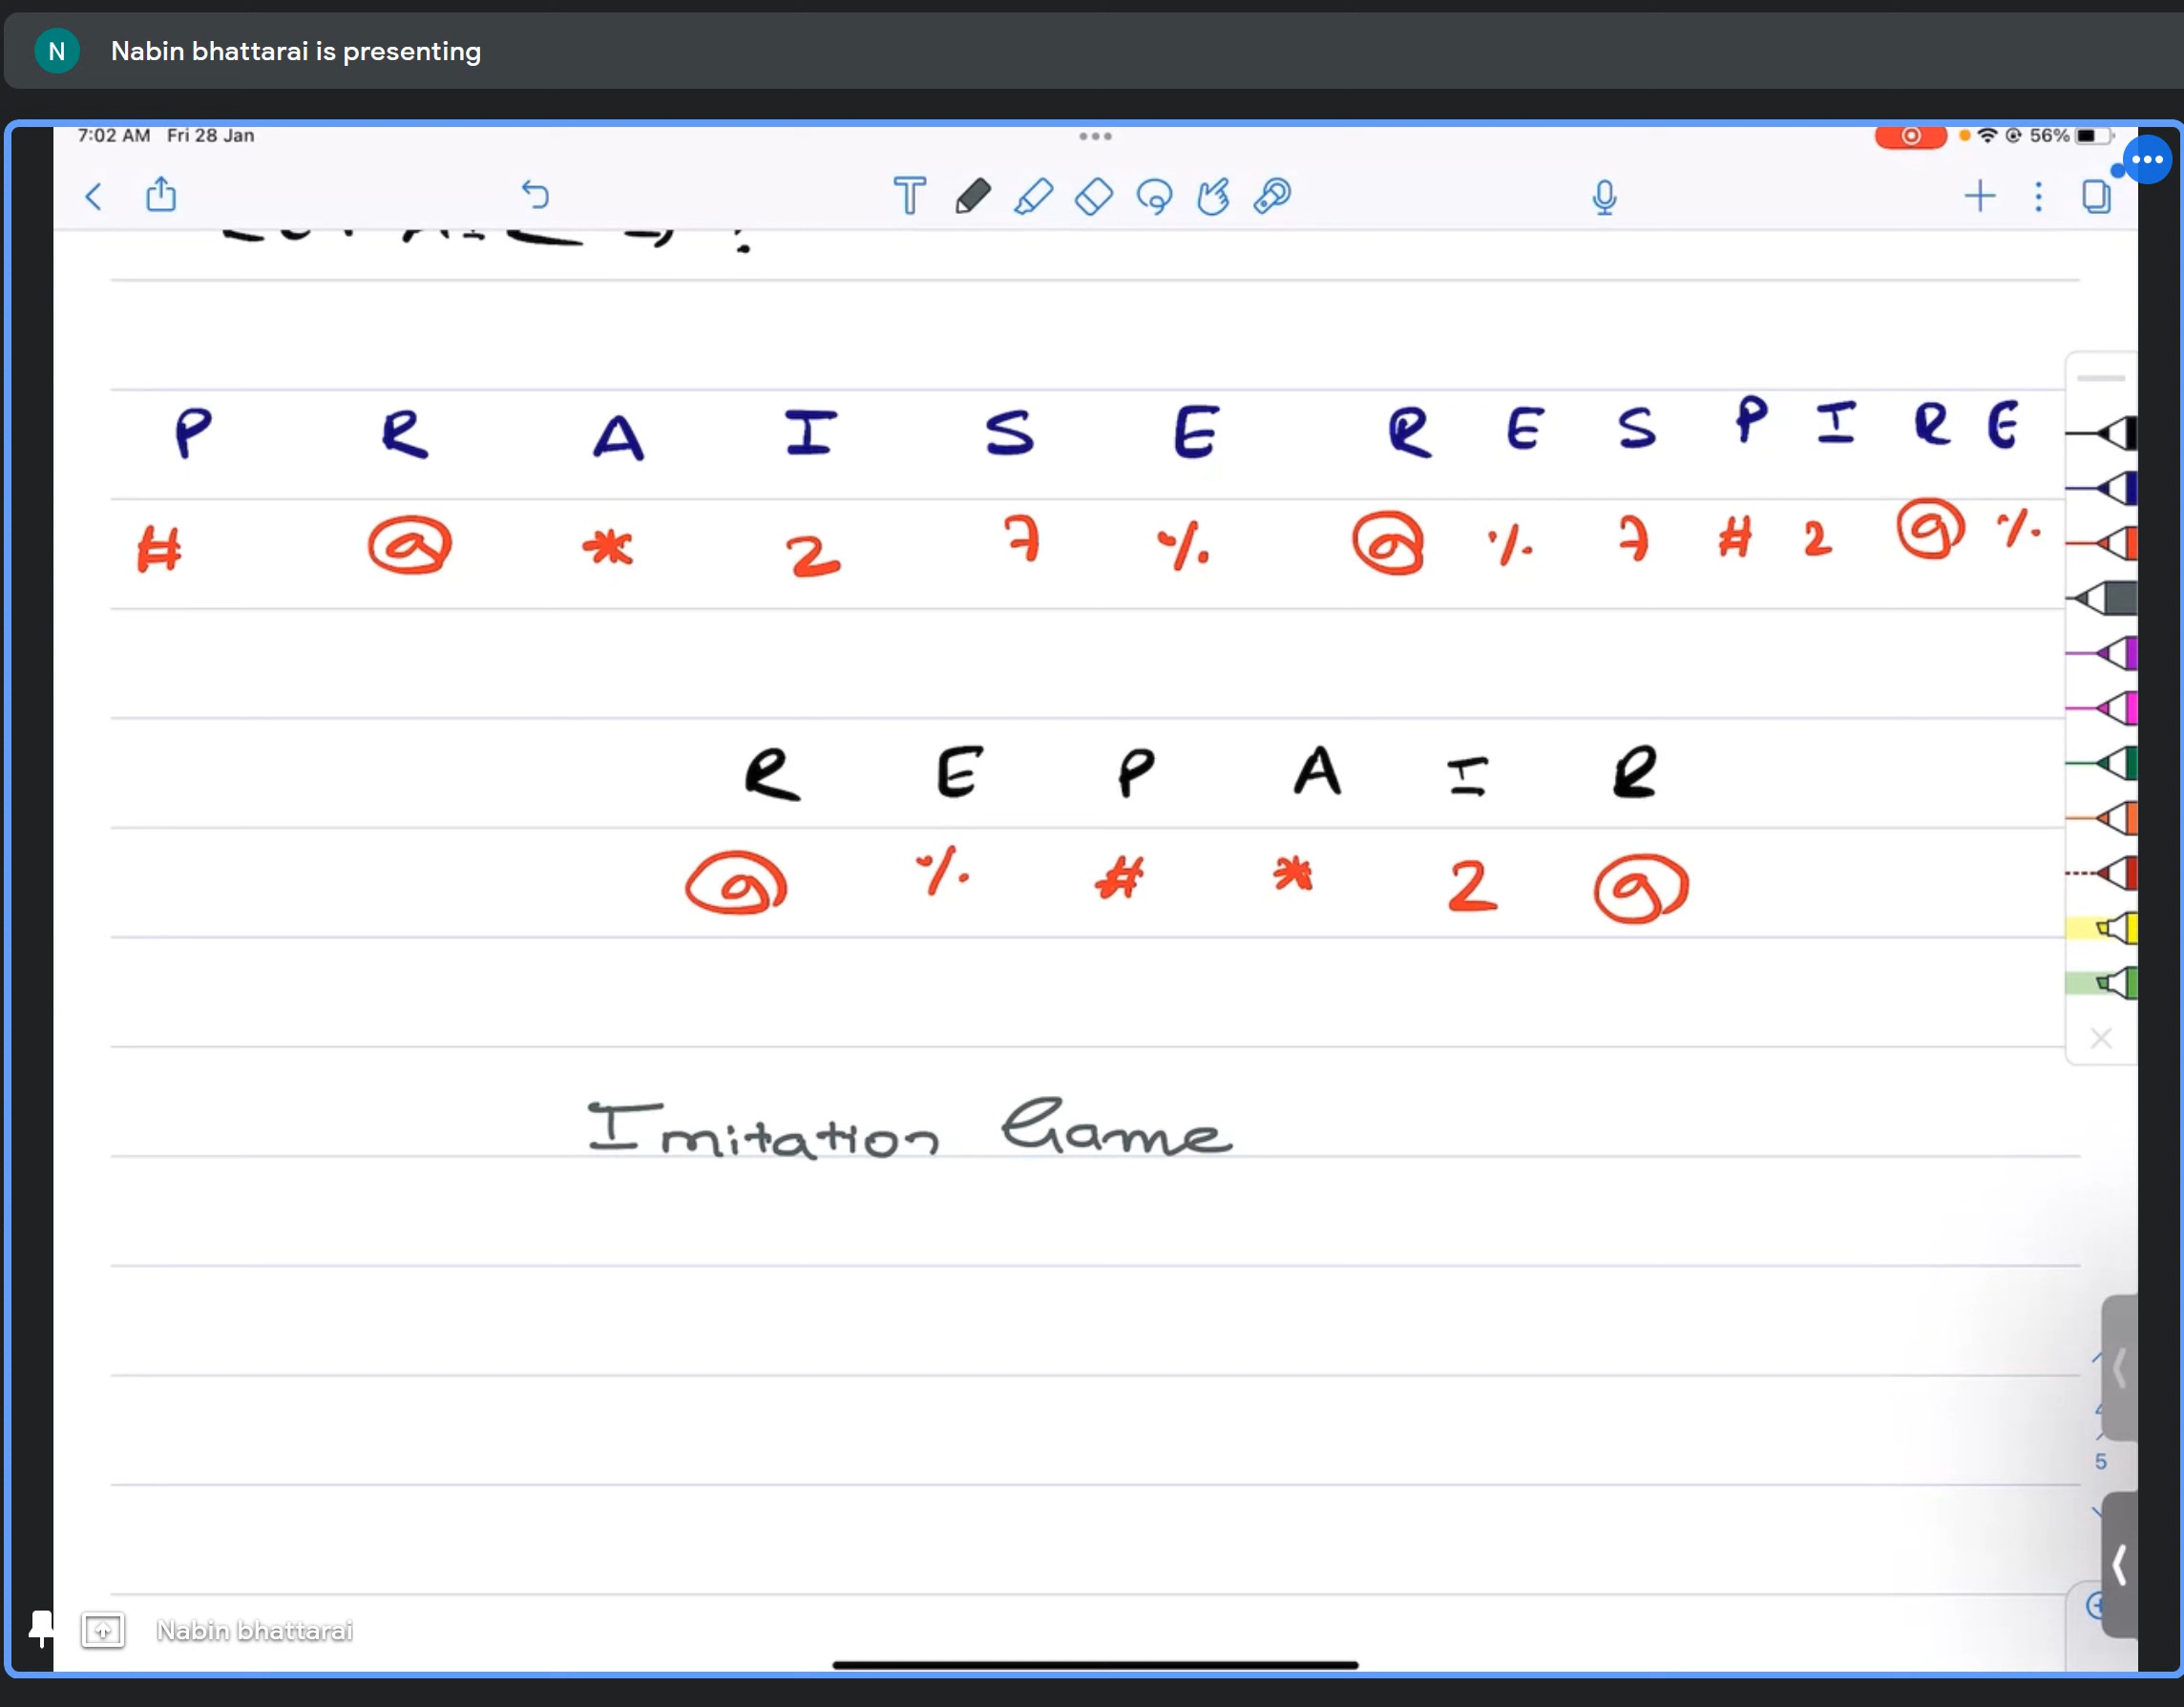 N Nabin bhattarai is presenting
7:02 AM Fri 28 Jan 56%
T
P R A I S E R E S P I R E
# @ * 2 7 % @ % 7 # 2 @ %
R E P A I R
@ % # * 2 @
Imitation Game
5
Nabin bhattarai